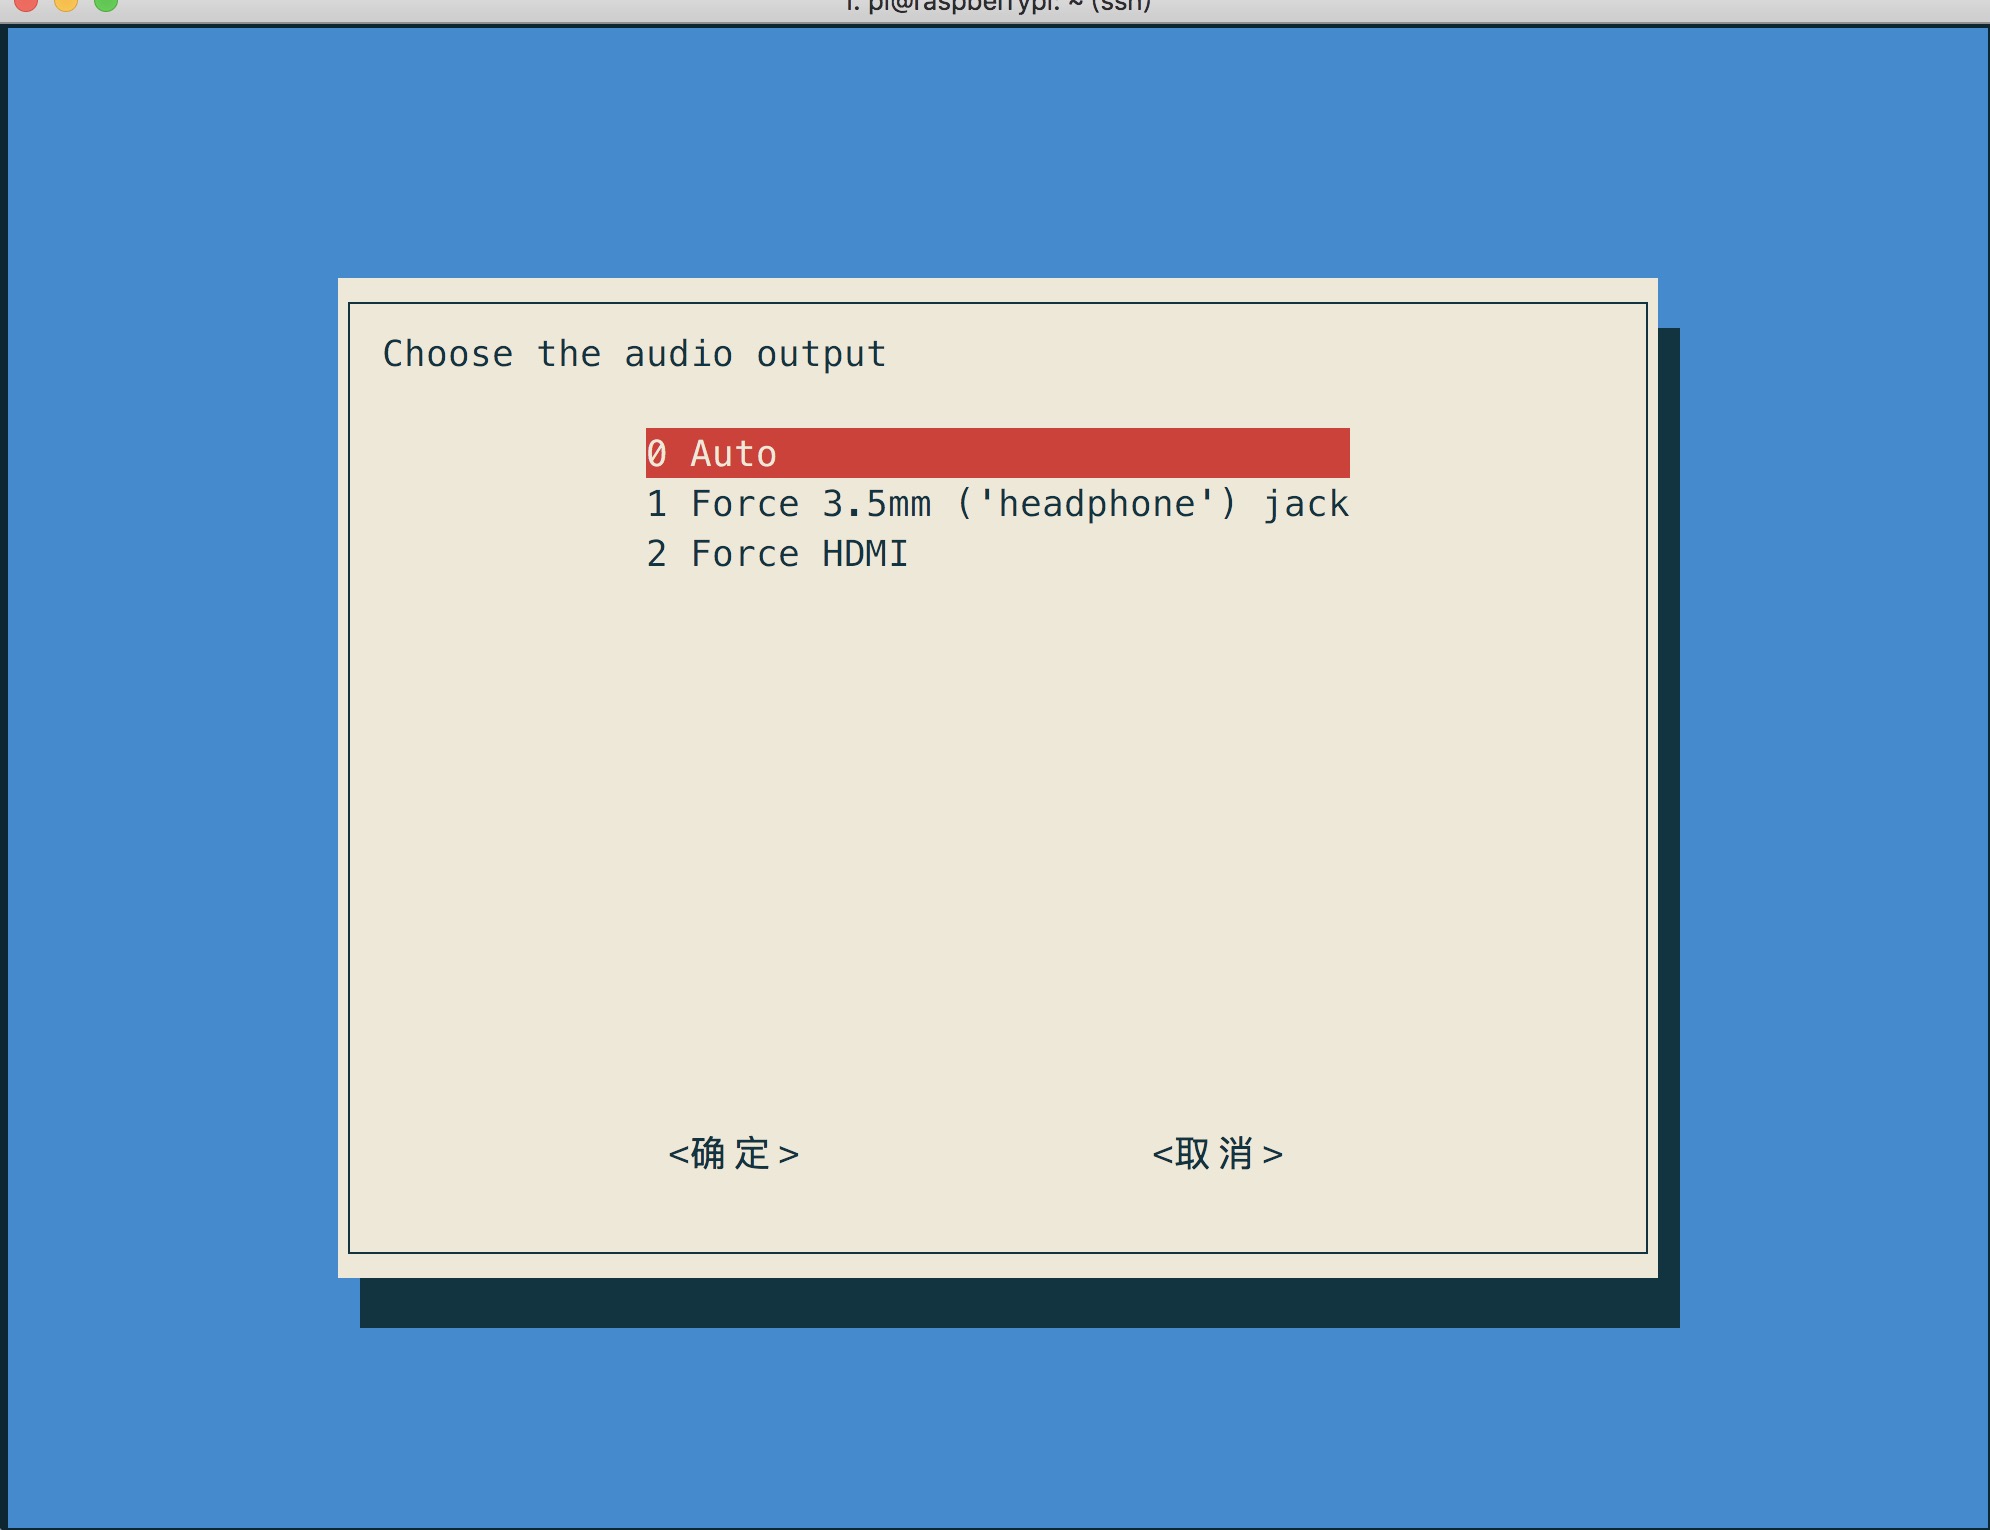 1. pi@raspberrypi: ~ (ssh)
Choose the audio output
0 Auto
1 Force 3.5mm ('headphone') jack
2 Force HDMI
<确定> <取消>